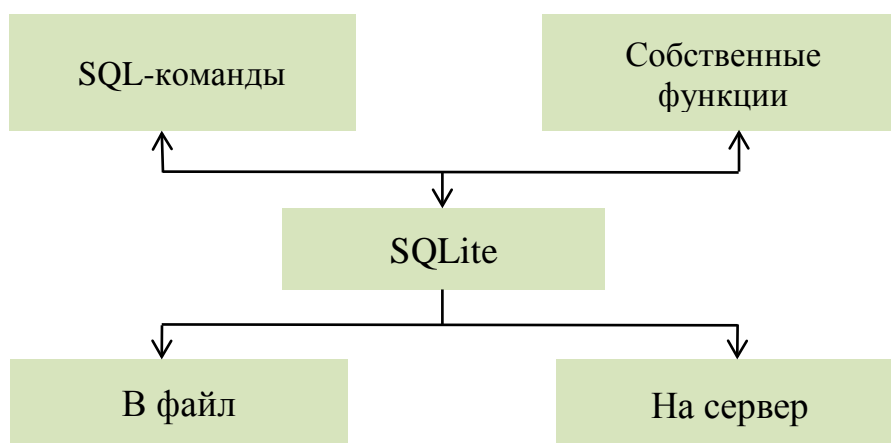 SQL-команды
Собственные
функции
SQLite
В файл
На сервер